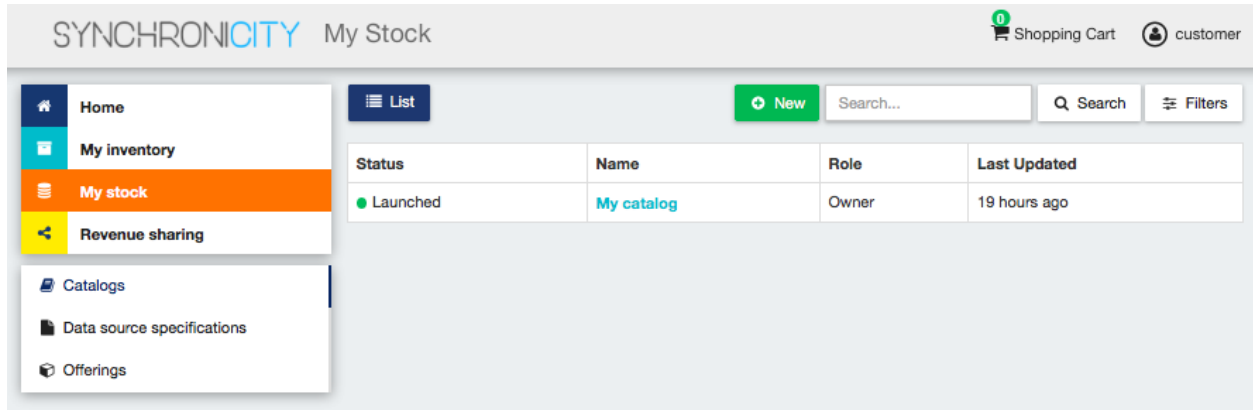 SYNCHRONICITY My Stock 0 Shopping Cart customer
Home
My inventory
My stock
Revenue sharing
Catalogs
Data source specifications
Offerings
List New Search... Search Filters
Status Name Role Last Updated
Launched My catalog Owner 19 hours ago